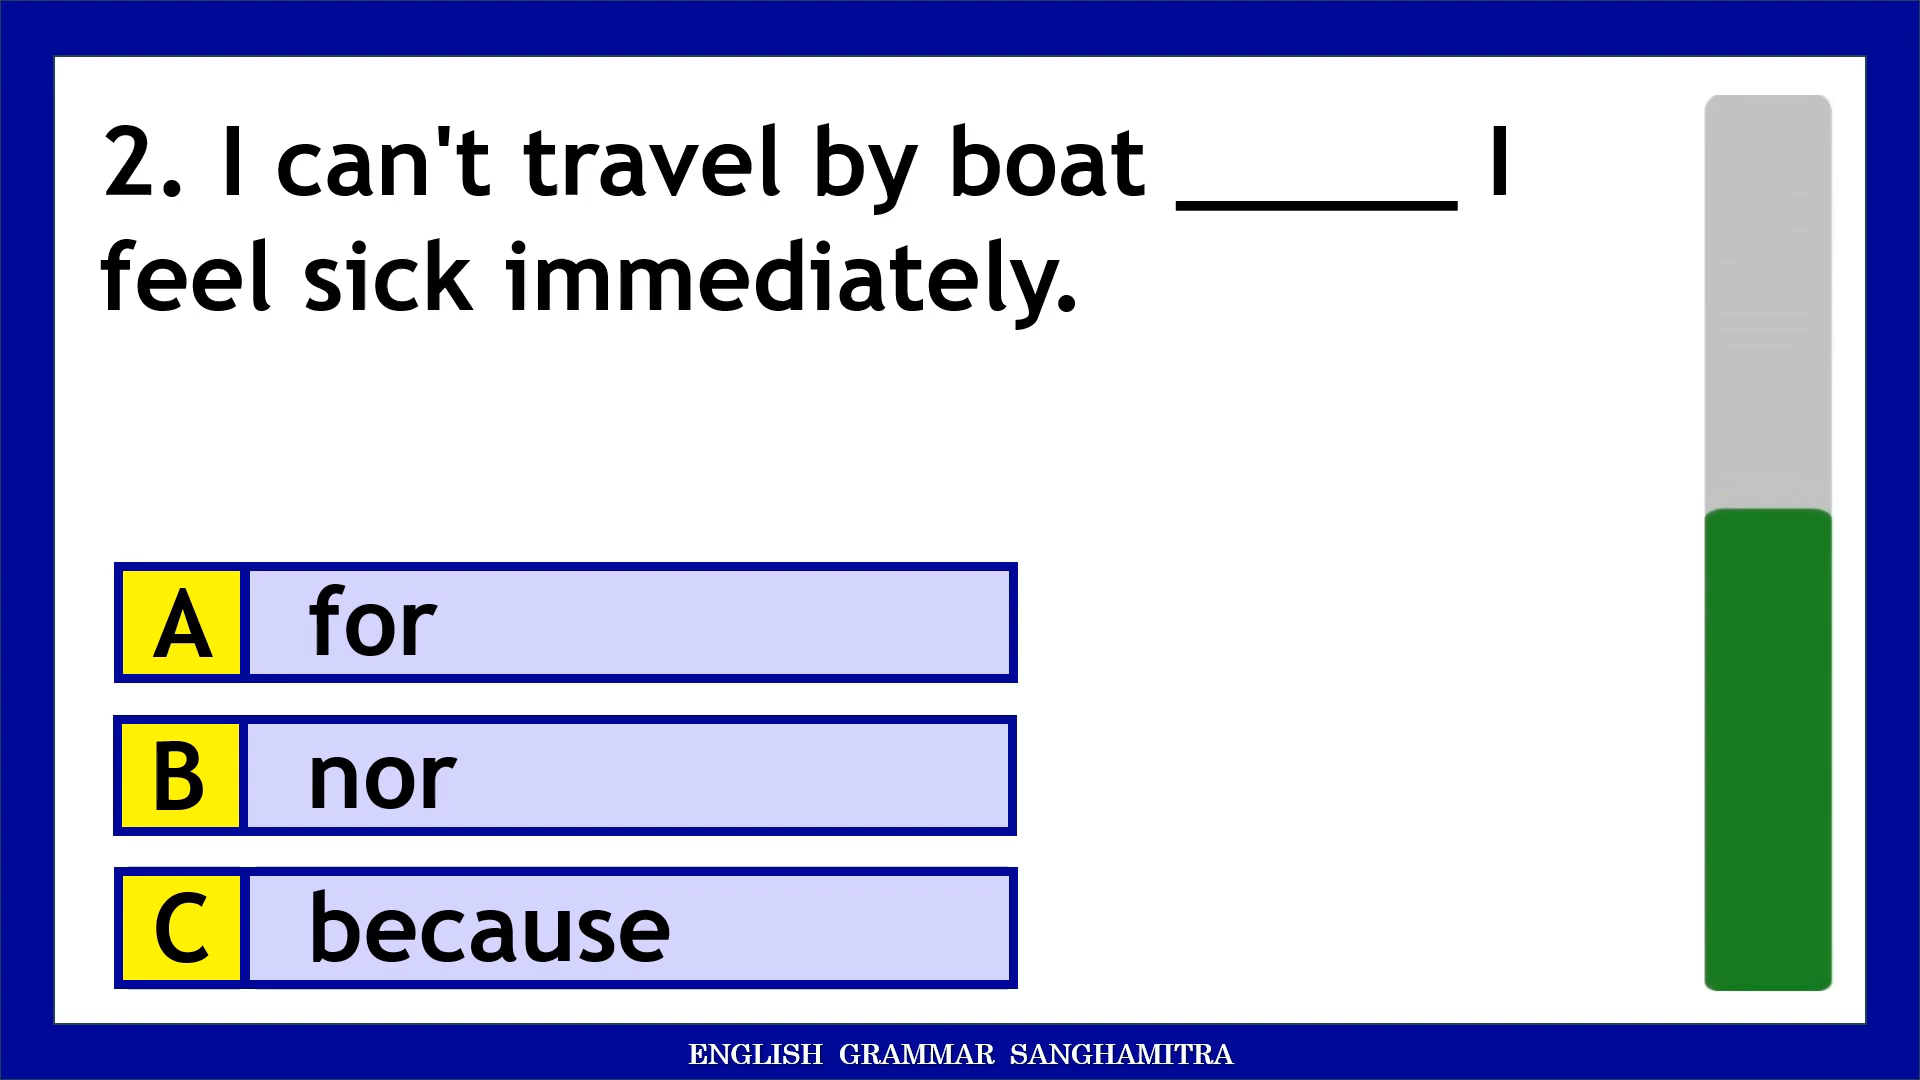 2. I can't travel by boat ______ I
feel sick immediately.
A for
B nor
C because
ENGLISH GRAMMAR SANGHAMITRA